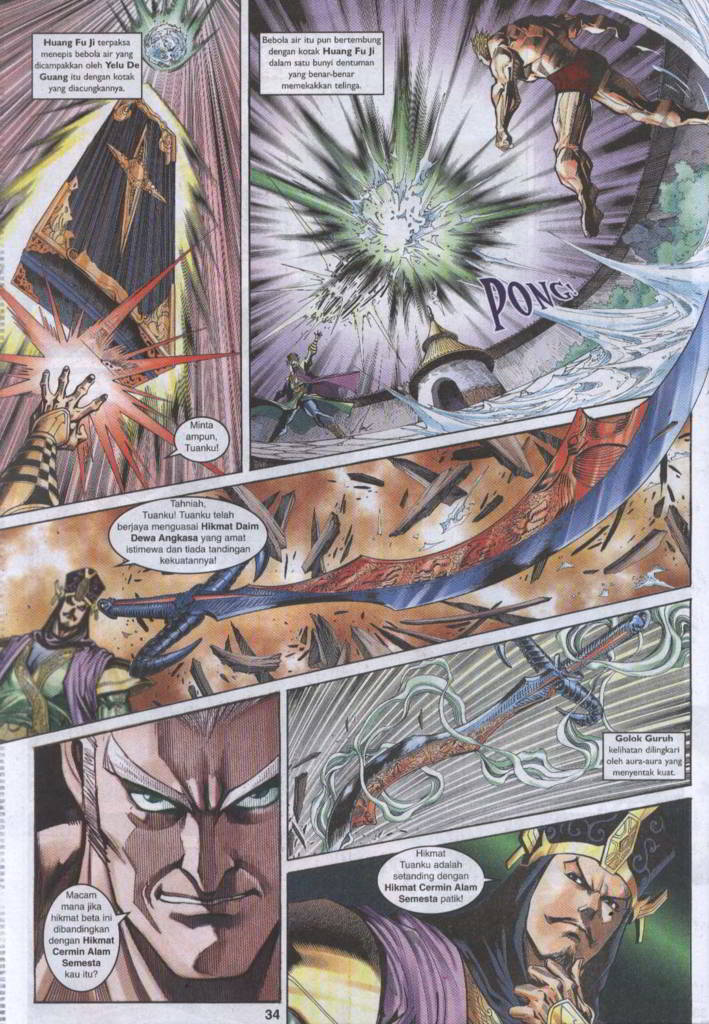 Huang Fu Ji terpaksa
menepis bebola air yang
dicampakkan oleh Yelu De
Guang itu dengan kotak
yang diacungkannya.
Bebola air itu pun bertembung
dengan kotak Huang Fu Ji
dalam satu bunyi dentuman
yang benar-benar
memekakkan telinga.
PONG!
Minta
ampun,
Tuanku!
Tahniah,
Tuanku! Tuanku telah
berjaya menguasai Hikmat Daim
Dewa Angkasa yang amat
istimewa dan tiada tandingan
kekuatannya!
Golok Guruh
kelihatan dilingkari
oleh aura-aura yang
menyentak kuat.
Macam
mana jika
hikmat beta ini
dibandingkan
dengan Hikmat
Cermin Alam
Semesta
kau itu?
Hikmat
Tuanku adalah
setanding dengan
Hikmat Cermin Alam
Semesta patik!
34